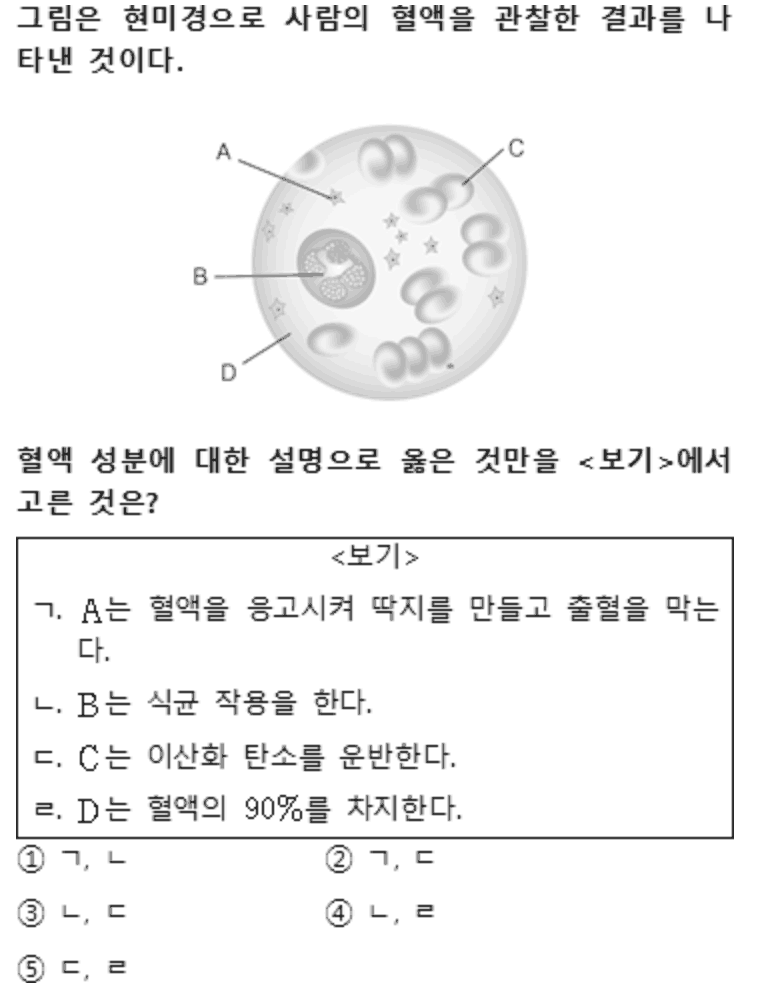 그림은 현미경으로 사람의 혈액을 관찰한 결과를 나
타낸 것이다.
A
C
B
D
혈액 성분에 대한 설명으로 옳은 것만을 <보기>에서
고른 것은?
<보기>
ㄱ. A는 혈액을 응고시켜 딱지를 만들고 출혈을 막는
다.
ㄴ. B는 식균 작용을 한다.
ㄷ. C는 이산화 탄소를 운반한다.
ㄹ. D는 혈액의 90%를 차지한다.
① ㄱ, ㄴ ② ㄱ, ㄷ
③ ㄴ, ㄷ ④ ㄴ, ㄹ
⑤ ㄷ, ㄹ